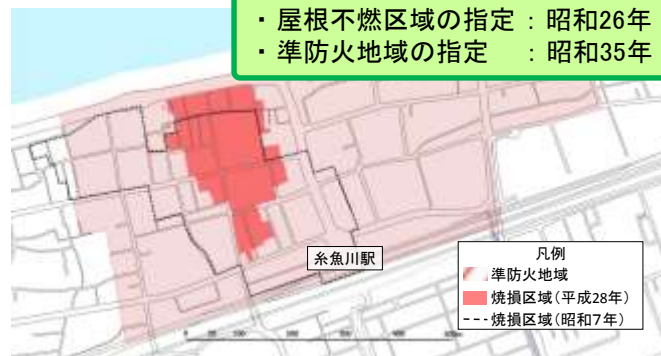 ・屋根不燃区域の指定：昭和26年
・準防火地域の指定　：昭和35年
糸魚川駅
凡例
準防火地域
焼損区域(平成28年)
焼損区域(昭和7年)